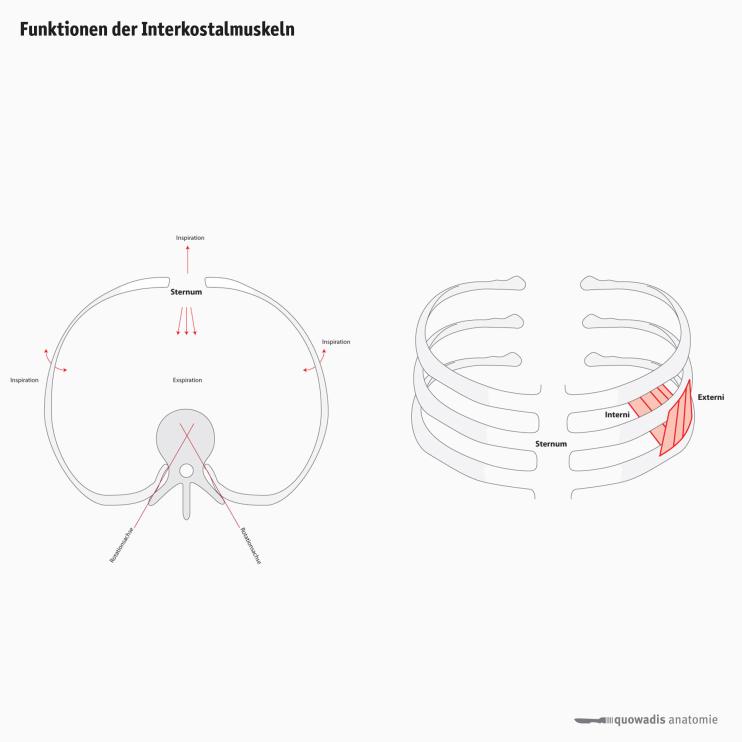 Funktionen der Interkostalmuskeln
Inspiration
Sternum
Inspiration
Inspiration
Exspiration
Rotationsachse
Rotationsachse
Externi
Interni
Sternum
quowadis anatomie